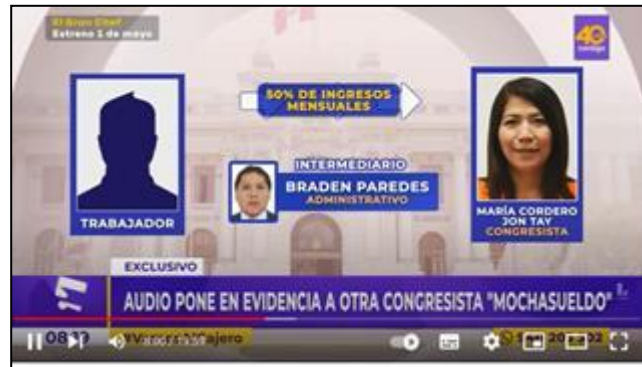 El Gran Chef
Estreno 1 de mayo
40
contigo
50% DE INGRESOS
MENSUALES
INTERMEDIARIO
BRADEN PAREDES
ADMINISTRATIVO
TRABAJADOR
MARÍA CORDERO
JON TAY
CONGRESISTA
EXCLUSIVO
AUDIO PONE EN EVIDENCIA A OTRA CONGRESISTA "MOCHASUELDO"